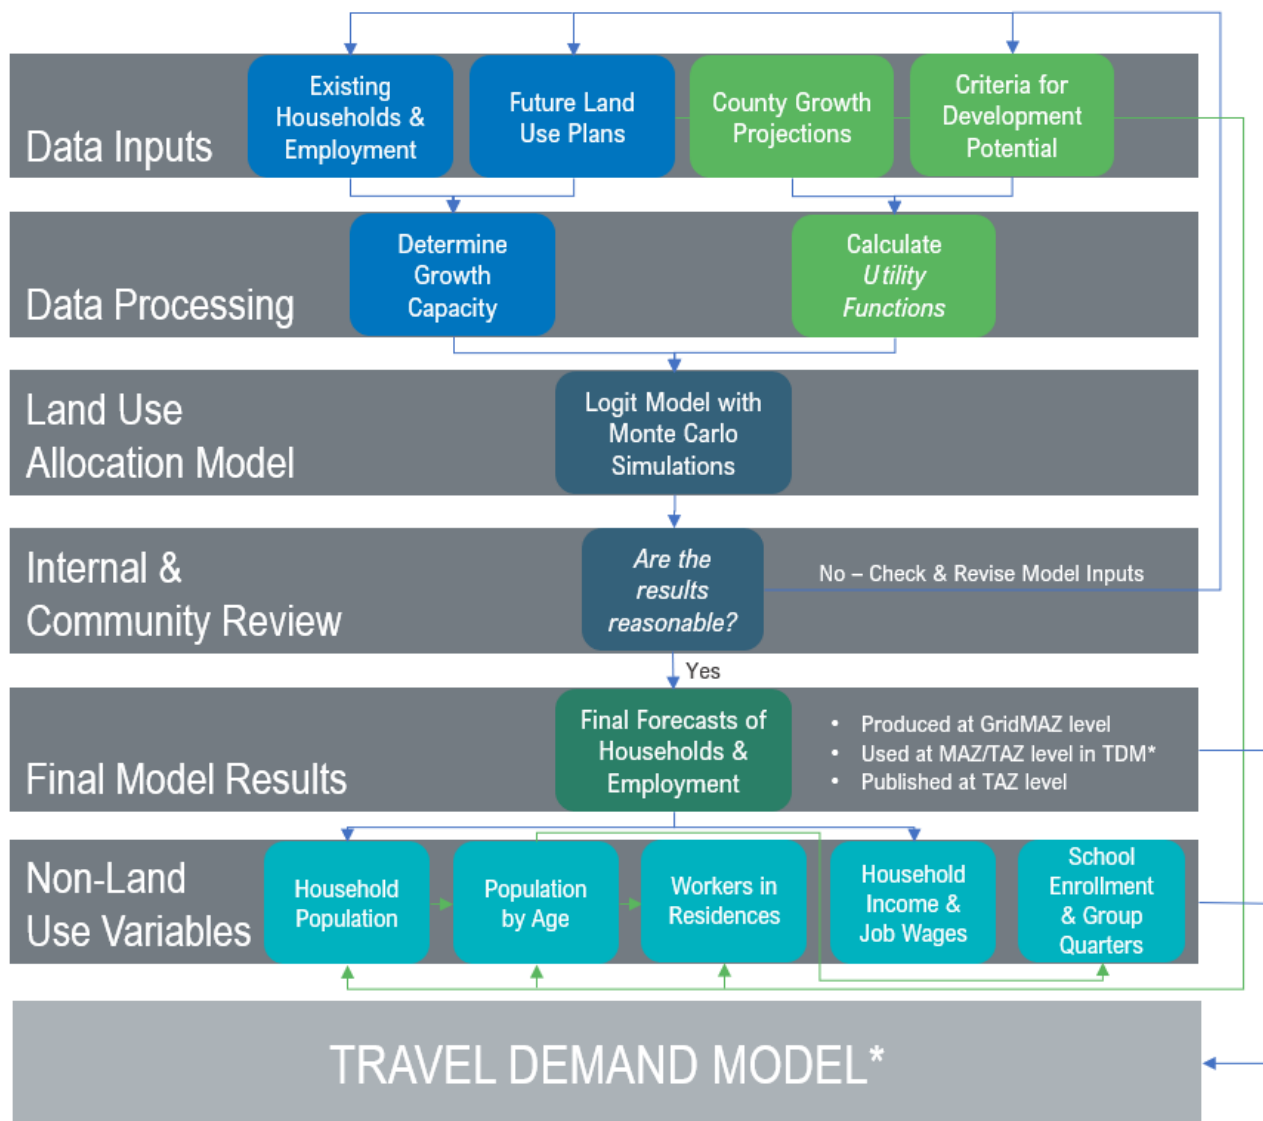 Data Inputs
Existing
Households &
Employment
Future Land
Use Plans
County Growth
Projections
Criteria for
Development
Potential
Data Processing
Determine
Growth
Capacity
Calculate
Utility
Functions
Land Use
Allocation Model
Logit Model with
Monte Carlo
Simulations
Internal &
Community Review
Are the
results
reasonable?
No – Check & Revise Model Inputs
Yes
Final Model Results
Final Forecasts of
Households &
Employment
• Produced at GridMAZ level
• Used at MAZ/TAZ level in TDM*
• Published at TAZ level
Non-Land
Use Variables
Household
Population
Population
by Age
Workers in
Residences
Household
Income &
Job Wages
School
Enrollment
& Group
Quarters
TRAVEL DEMAND MODEL*